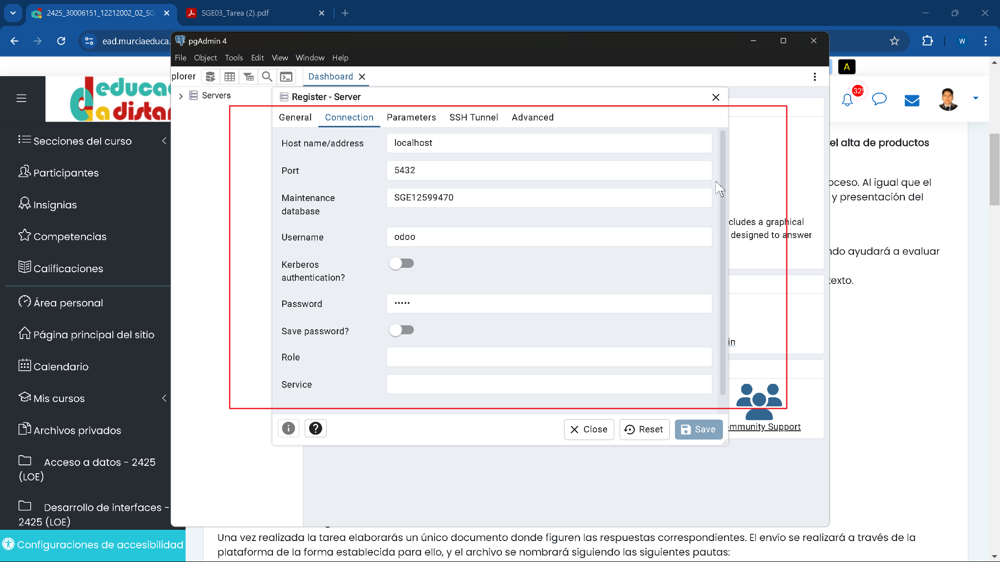 2425_30006151_12212002_02_SG
SGE03_Tarea (2).pdf
ead.murciaeduca.
W
pgAdmin 4
File Object Tools Edit View Window Help
plorer
Dashboard
A
Servers
Register - Server
educa
a distan
325
General Connection Parameters SSH Tunnel Advanced
Secciones del curso
Host name/address localhost
el alta de productos
Participantes
Port 5432
oceso. Al igual que el
Maintenance database SGE12599470
y presentación del
Insignias
cludes a graphical
designed to answer
Competencias
Username odoo
ndo ayudará a evaluar
Calificaciones
Kerberos authentication?
texto.
Área personal
Password •••••
Página principal del sitio
Save password?
in
Role
Calendario
Service
Mis cursos
Archivos privados
Close Reset Save
mmunity Support
Acceso a datos - 2425
(LOE)
Desarrollo de interfaces -
2425 (LOE)
Configuraciones de accesibilidad
Una vez realizada la tarea elaborarás un único documento donde figuren las respuestas correspondientes. El envío se realizará a través de la
plataforma de la forma establecida para ello, y el archivo se nombrará siguiendo las siguientes pautas: